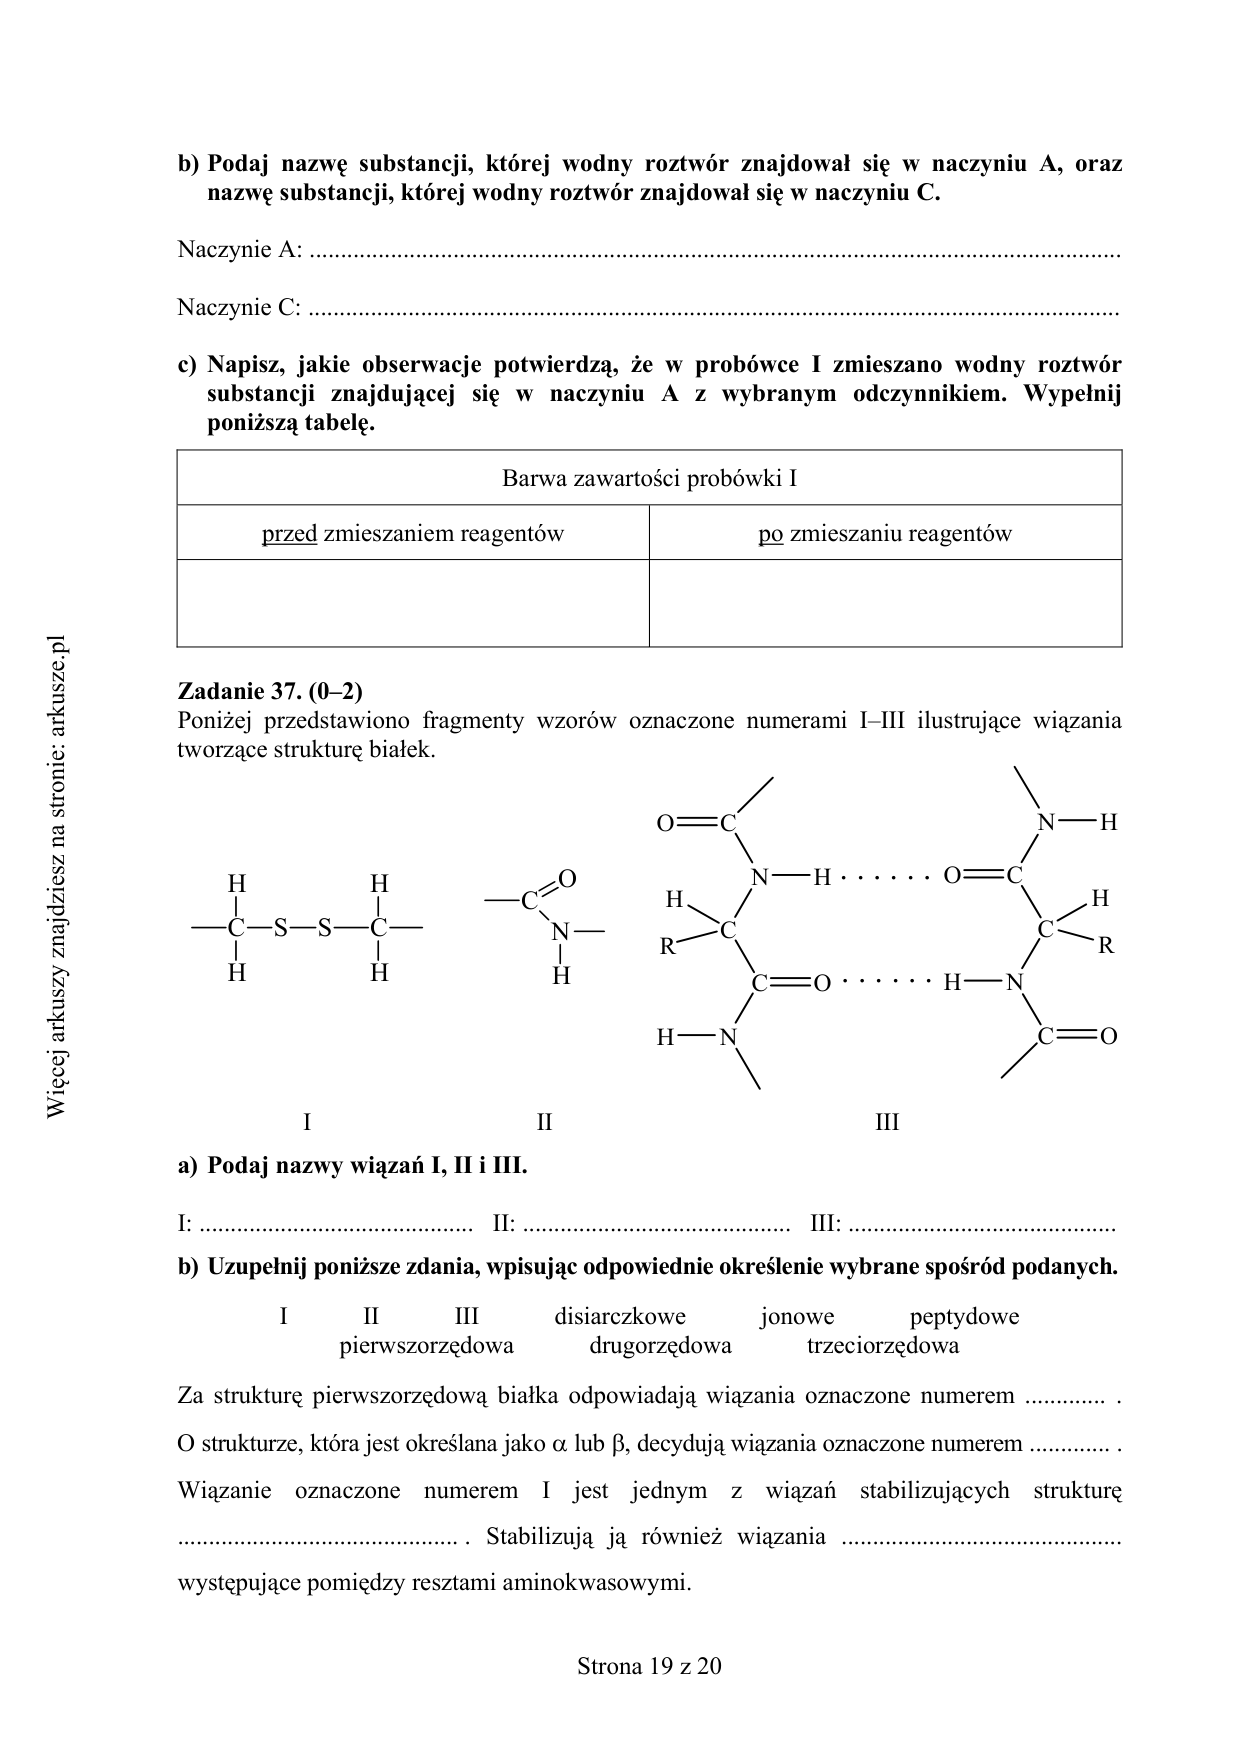 b) Podaj nazwę substancji, której wodny roztwór znajdował się w naczyniu A, oraz
nazwę substancji, której wodny roztwór znajdował się w naczyniu C.
Naczynie A: ..................................................................................................................................
Naczynie C: ..................................................................................................................................
c) Napisz, jakie obserwacje potwierdzą, że w probówce I zmieszano wodny roztwór
substancji znajdującej się w naczyniu A z wybranym odczynnikiem. Wypełnij
poniższą tabelę.
Barwa zawartości probówki I
przed zmieszaniem reagentów
po zmieszaniu reagentów
Zadanie 37. (0–2)
Poniżej przedstawiono fragmenty wzorów oznaczone numerami I–III ilustrujące wiązania
tworzące strukturę białek.
H H
C S S C
H H
C O
N
H
O C N H
N H · · · · · · O C
H C C H
R R
C O · · · · · · H N
H N C O
I II III
a) Podaj nazwy wiązań I, II i III.
I: ............................................ II: ........................................... III: ...........................................
b) Uzupełnij poniższe zdania, wpisując odpowiednie określenie wybrane spośród podanych.
I II III disiarczkowe jonowe peptydowe
pierwszorzędowa drugorzędowa trzeciorzędowa
Za strukturę pierwszorzędową białka odpowiadają wiązania oznaczone numerem ............. .
O strukturze, która jest określana jako α lub β, decydują wiązania oznaczone numerem ............. .
Wiązanie oznaczone numerem I jest jednym z wiązań stabilizujących strukturę
............................................. . Stabilizują ją również wiązania .............................................
występujące pomiędzy resztami aminokwasowymi.
Strona 19 z 20
Więcej arkuszy znajdziesz na stronie: arkusze.pl